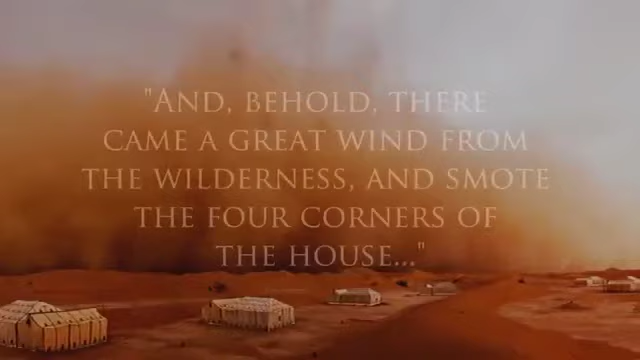 "And, behold, there
came a great wind from
the wilderness, and smote
the four corners of
the house..."